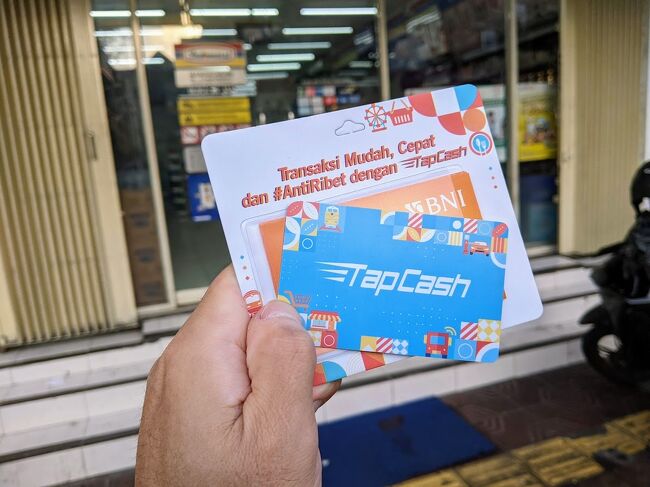 Transaksi Mudah, Cepat
dan #AntiRibet dengan TapCash
BNI
TapCash